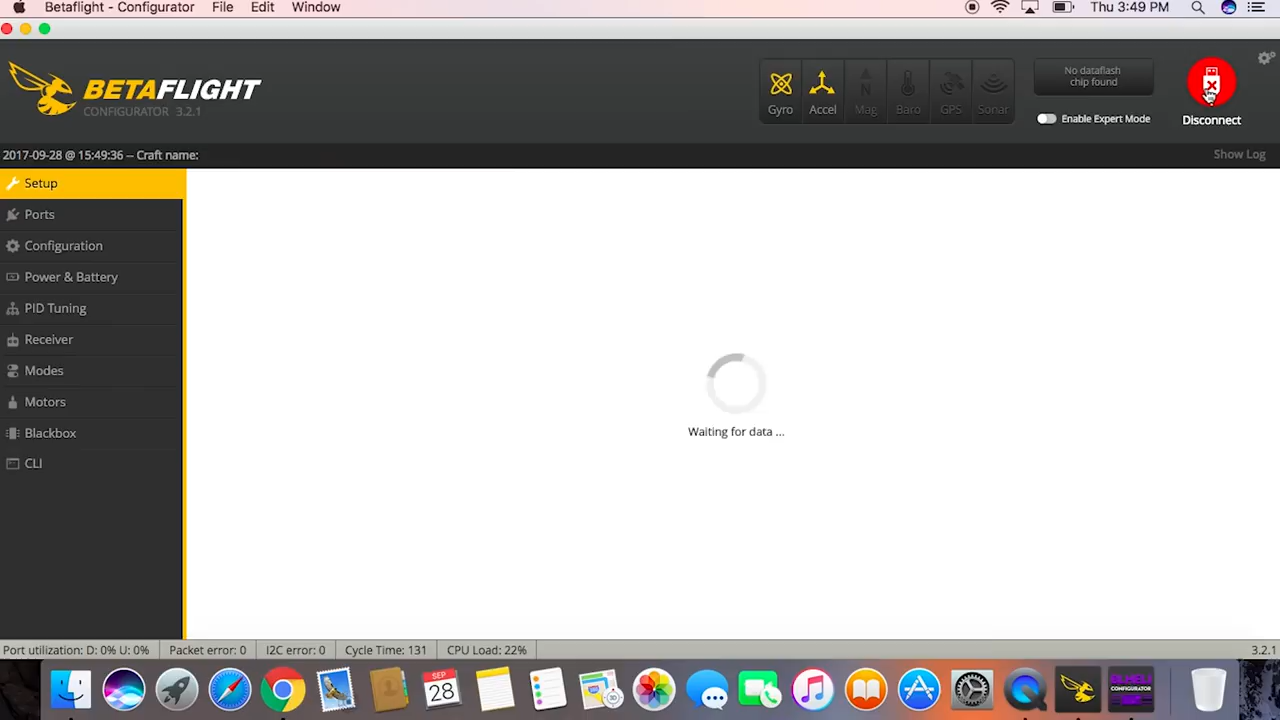 Betaflight - Configurator File Edit Window Thu 3:49 PM
BETAFLIGHT
CONFIGURATOR 3.2.1
Gyro Accel Mag Baro GPS Sonar
No dataflash
chip found
Enable Expert Mode
Disconnect
2017-09-28 @ 15:49:36 -- Craft name:
Show Log
Setup
Ports
Configuration
Power & Battery
PID Tuning
Receiver
Modes
Motors
Blackbox
CLI
Waiting for data ...
Port utilization: D: 0% U: 0% Packet error: 0 I2C error: 0 Cycle Time: 131 CPU Load: 22% 3.2.1
SEP
28
30
BLHELI
CONFIGURATOR